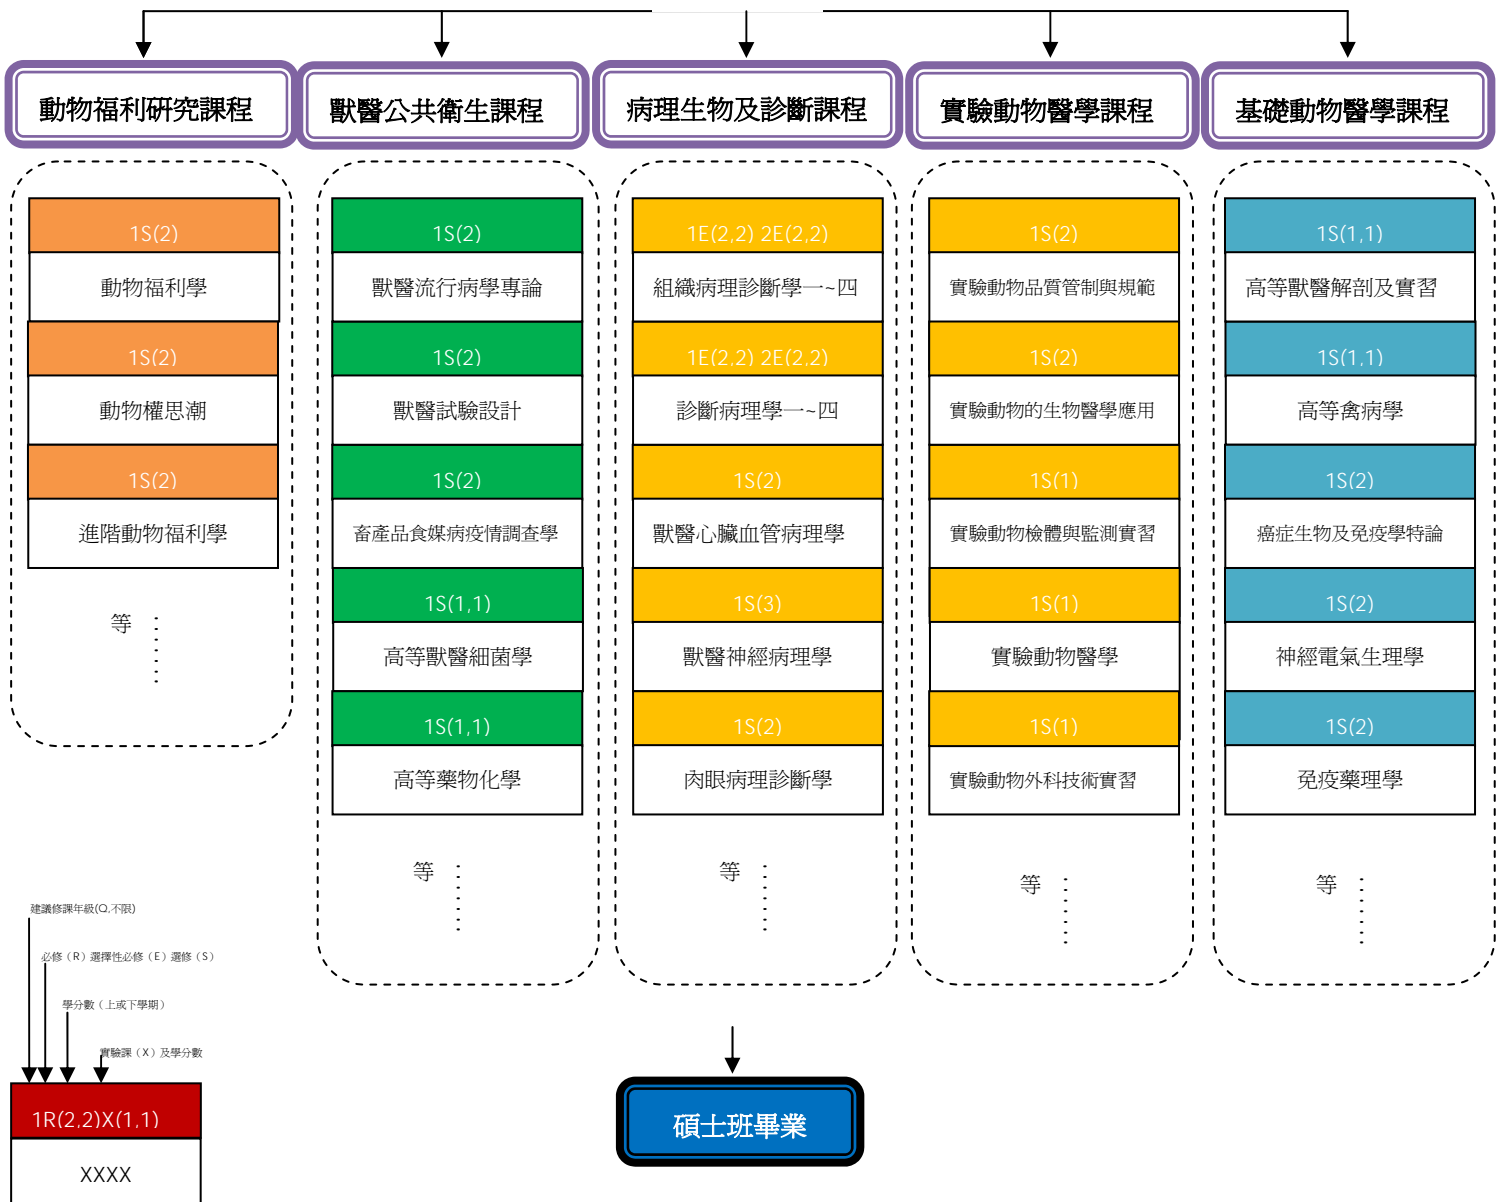 動物福利研究課程
獸醫公共衛生課程
病理生物及診斷課程
實驗動物醫學課程
基礎動物醫學課程
1S(2)
動物福利學
1S(2)
動物權思潮
1S(2)
進階動物福利學
等……
1S(2)
獸醫流行病學專論
1S(2)
獸醫試驗設計
1S(2)
畜產品食媒病疫情調查學
1S(1,1)
高等獸醫細菌學
1S(1,1)
高等藥物化學
等……
1E(2,2) 2E(2,2)
組織病理診斷學一~四
1E(2,2) 2E(2,2)
診斷病理學一~四
1S(2)
獸醫心臟血管病理學
1S(3)
獸醫神經病理學
1S(2)
肉眼病理診斷學
等……
1S(2)
實驗動物品質管制與規範
1S(2)
實驗動物的生物醫學應用
1S(1)
實驗動物檢體與監測實習
1S(1)
實驗動物醫學
1S(1)
實驗動物外科技術實習
等……
1S(1,1)
高等獸醫解剖及實習
1S(1,1)
高等禽病學
1S(2)
癌症生物及免疫學特論
1S(2)
神經電氣生理學
1S(2)
免疫藥理學
等……
建議修課年級(Q,不限)
必修（R）選擇性必修（E）選修（S）
學分數（上或下學期）
實驗課（X）及學分數
1R(2,2)X(1,1)
XXXX
碩士班畢業